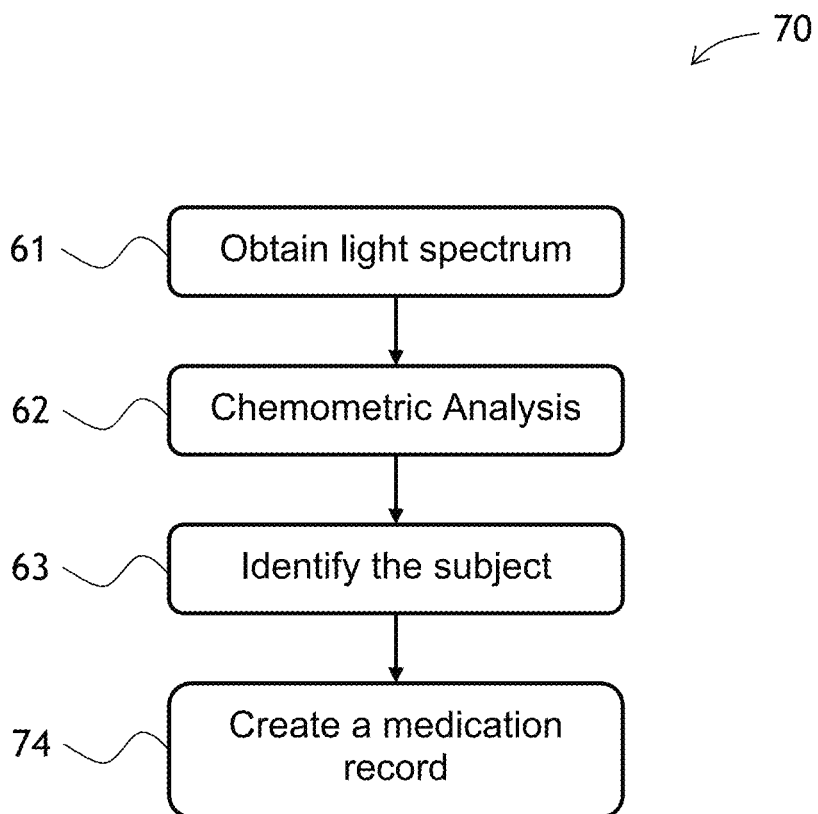 70
61
Obtain light spectrum
62
Chemometric Analysis
63
Identify the subject
74
Create a medication
record